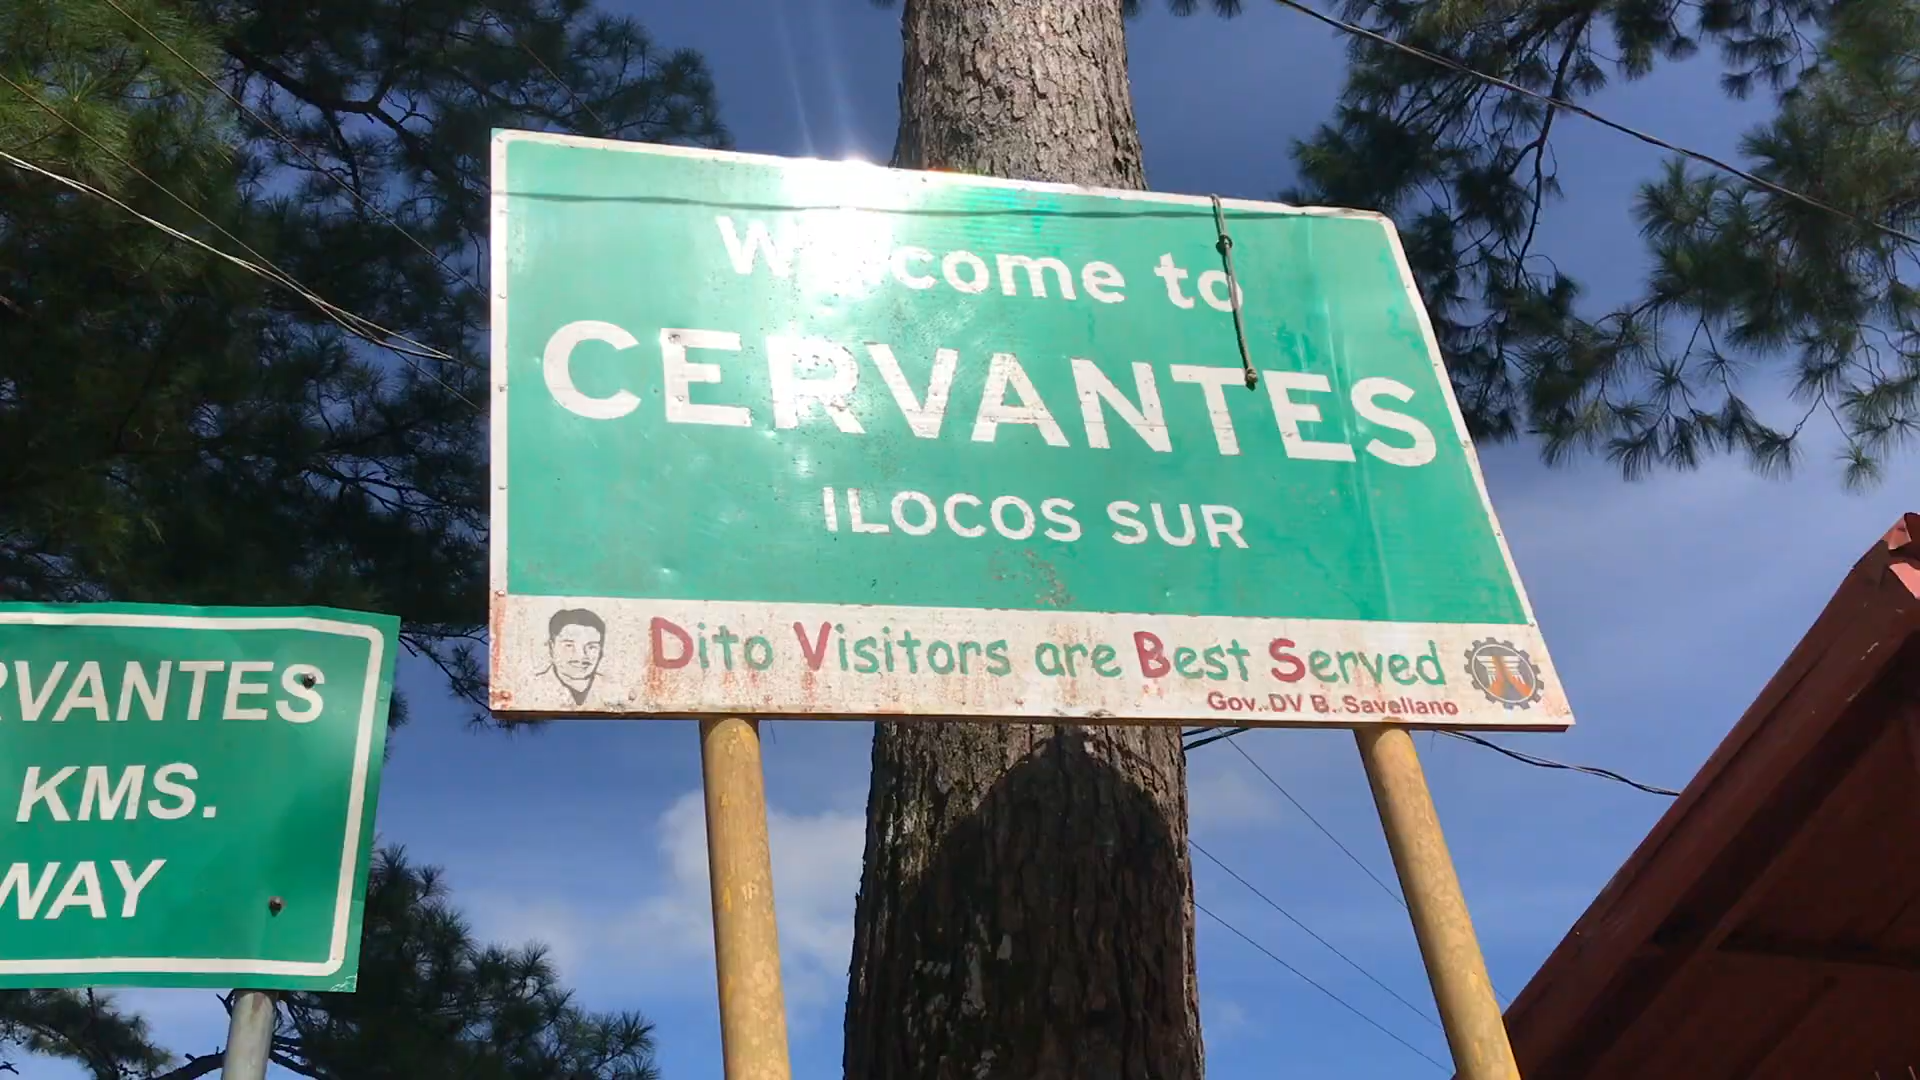 Welcome to
CERVANTES
ILOCOS SUR
Dito Visitors are Best Served
Gov. DV B. Savellano
RVANTES
KMS.
WAY